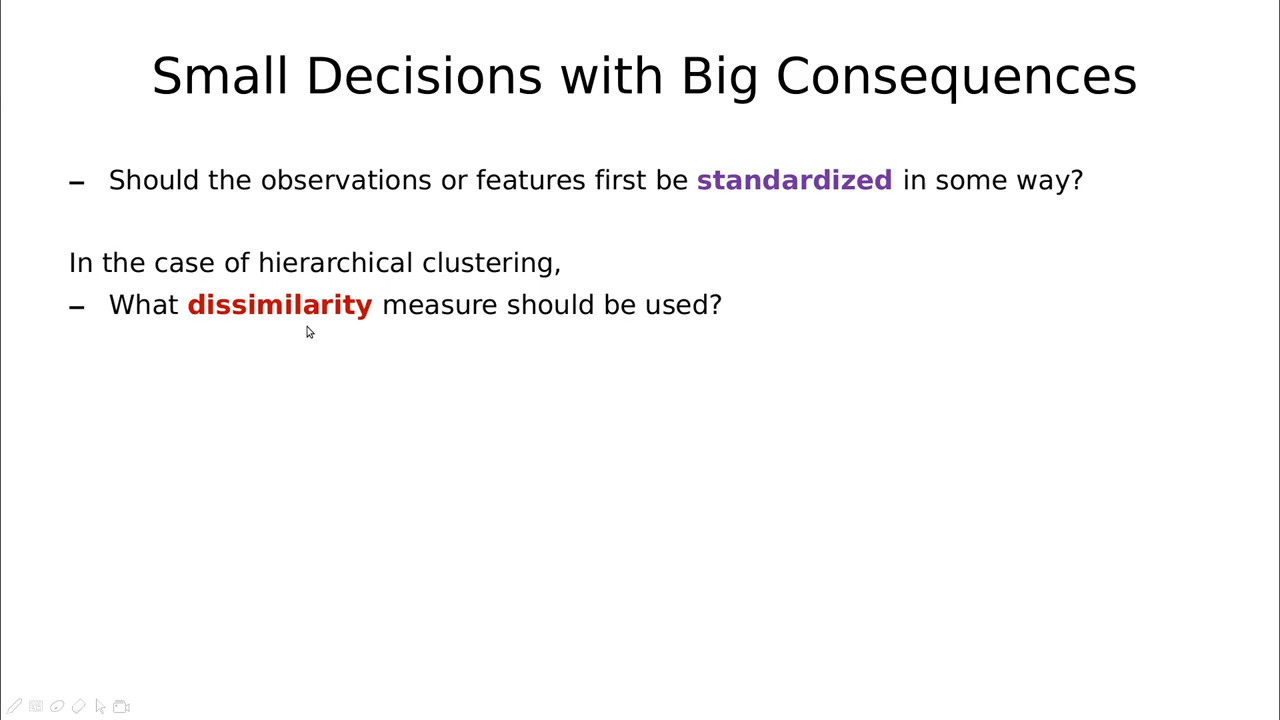 Small Decisions with Big Consequences
– Should the observations or features first be standardized in some way?
In the case of hierarchical clustering,
– What dissimilarity measure should be used?